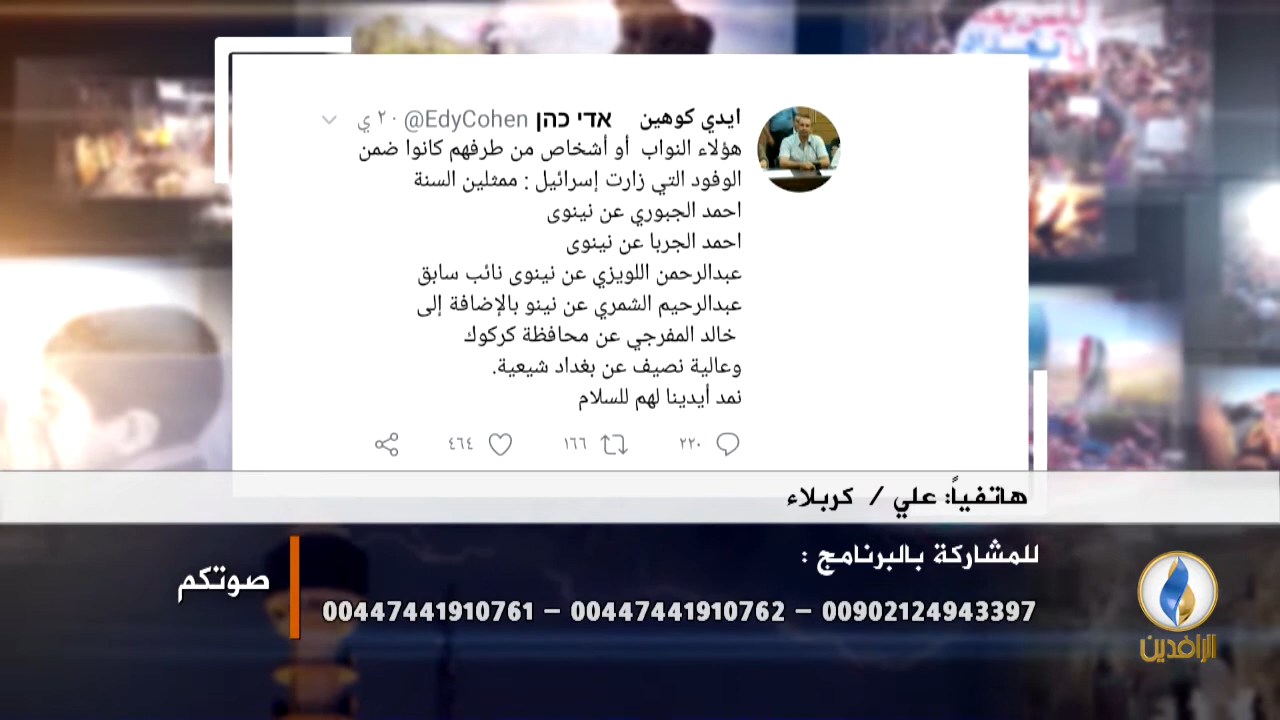 للشريعة
بغداد
ايدي كوهين אדי כהן @EdyCohen ٢٠ ي
هؤلاء النواب أو أشخاص من طرفهم كانوا ضمن
الوفود التي زارت إسرائيل : ممثلين السنة
احمد الجبوري عن نينوى
احمد الجربا عن نينوى
عبدالرحمن اللويزي عن نينوى نائب سابق
عبدالرحيم الشمري عن نينو بالإضافة إلى
خالد المفرجي عن محافظة كركوك
وعالية نصيف عن بغداد شيعية.
نمد أيدينا لهم للسلام
٢٢٠ ١٦٦ ٤٦٤
هاتفياً: علي / كربلاء
للمشاركة بالبرنامج :
صوتكم
00447441910761 – 00447441910762 – 00902124943397
الرافدين